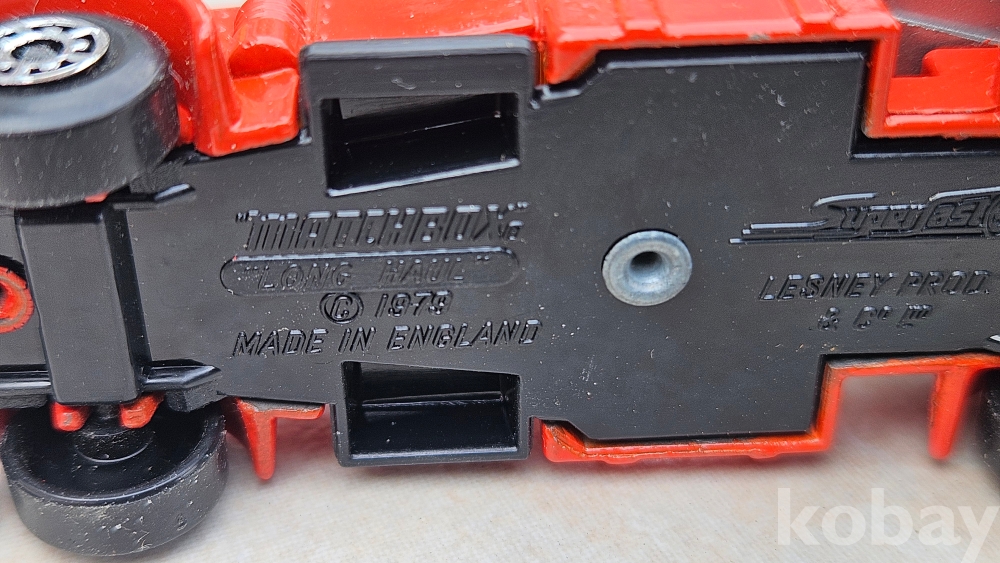 "MATCHBOX"
"LONG HAUL"
© 1979
MADE IN ENGLAND
Superfast
LESNEY PROD.
& Co LTD
kobay